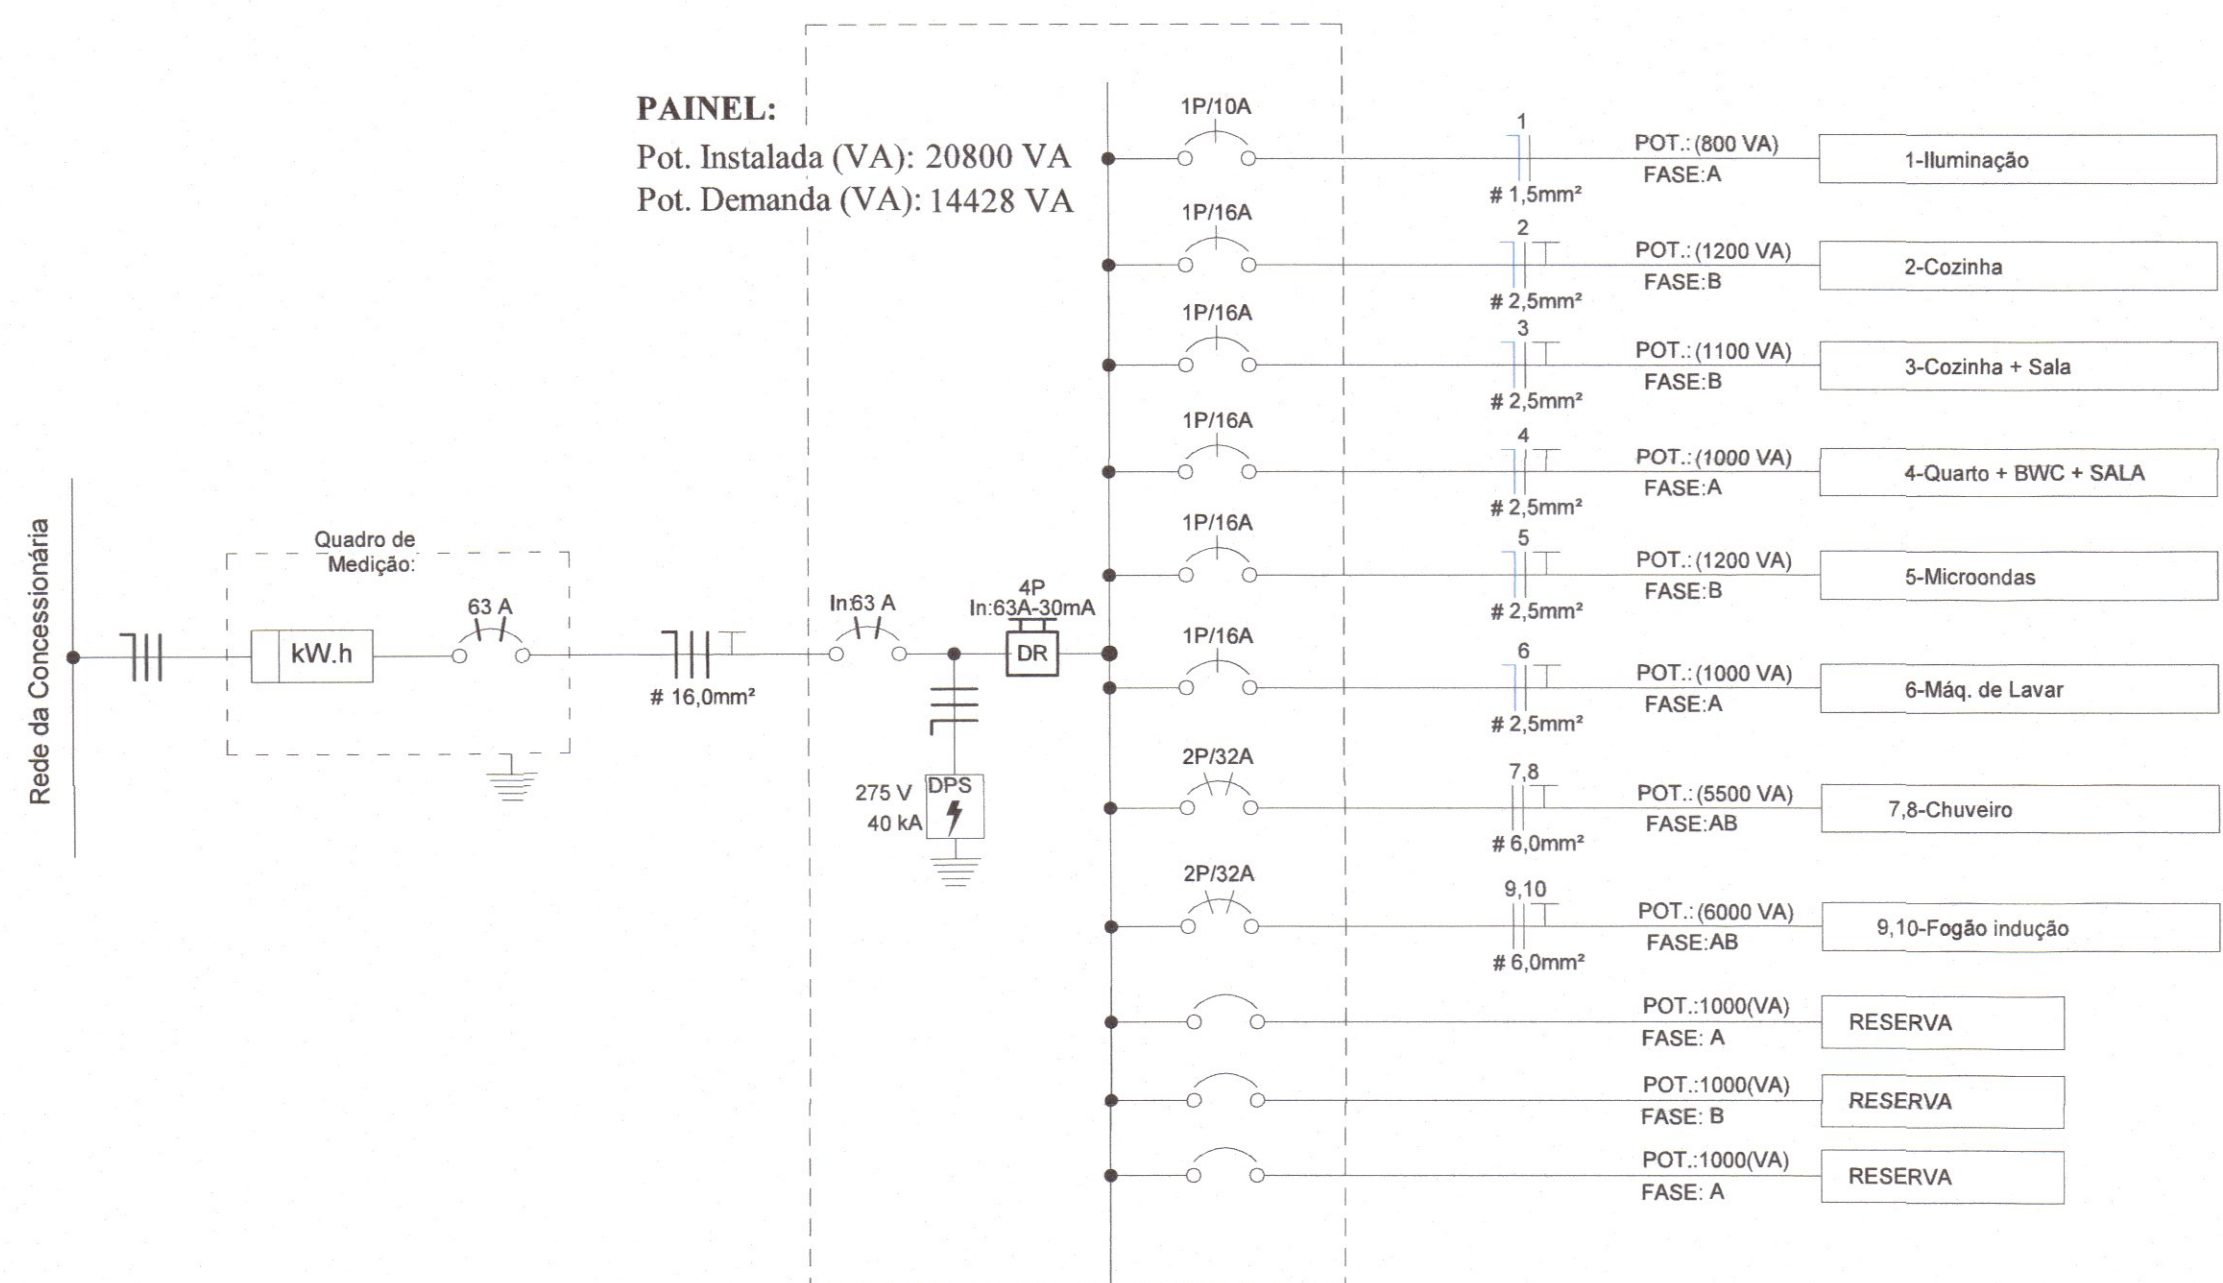 PAINEL:
Pot. Instalada (VA): 20800 VA
Pot. Demanda (VA): 14428 VA
Rede da Concessionária
Quadro de
Medição:
kW.h
63 A
# 16,0mm²
In:63 A
4P
In:63A-30mA
DR
275 V
40 kA
DPS
1P/10A
1
# 1,5mm²
POT.: (800 VA)
FASE:A
1-Iluminação
1P/16A
2
# 2,5mm²
POT.: (1200 VA)
FASE:B
2-Cozinha
1P/16A
3
# 2,5mm²
POT.: (1100 VA)
FASE:B
3-Cozinha + Sala
1P/16A
4
# 2,5mm²
POT.: (1000 VA)
FASE:A
4-Quarto + BWC + SALA
1P/16A
5
# 2,5mm²
POT.: (1200 VA)
FASE:B
5-Microondas
1P/16A
6
# 2,5mm²
POT.: (1000 VA)
FASE:A
6-Máq. de Lavar
2P/32A
7,8
# 6,0mm²
POT.: (5500 VA)
FASE:AB
7,8-Chuveiro
2P/32A
9,10
# 6,0mm²
POT.: (6000 VA)
FASE:AB
9,10-Fogão indução
POT.:1000(VA)
FASE: A
RESERVA
POT.:1000(VA)
FASE: B
RESERVA
POT.:1000(VA)
FASE: A
RESERVA